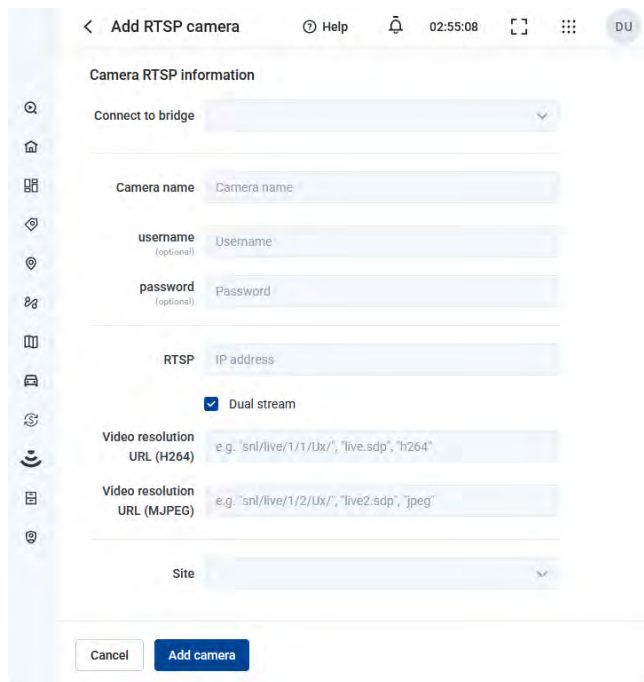 Add RTSP camera
Help
02:55:08
DU
Camera RTSP information
Connect to bridge
Camera name
Camera name
username
(optional)
Username
password
(optional)
Password
RTSP
IP address
Dual stream
Video resolution
URL (H264)
e.g. "snl/live/1/1/Ux/", "live.sdp", "h264"
Video resolution
URL (MJPEG)
e.g. "snl/live/1/2/Ux/", "live2.sdp", "jpeg"
Site
Cancel
Add camera